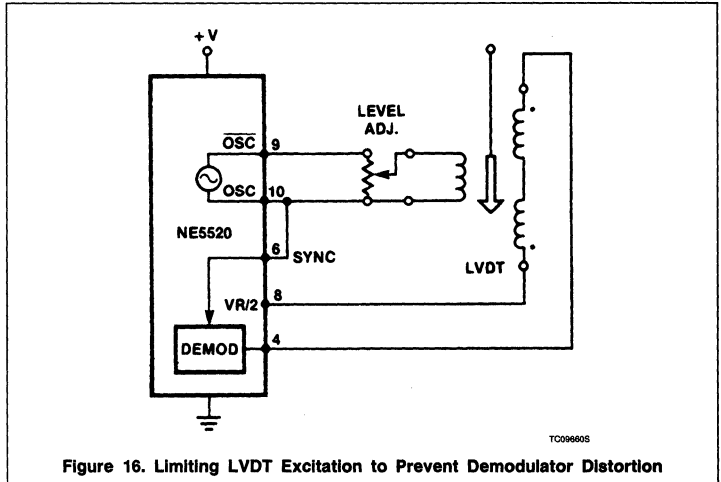 + V
LEVEL
ADJ.
OSC 9
OSC 10
NE5520
6 SYNC
LVDT
VR/2 8
DEMOD 4
TC09660S
Figure 16. Limiting LVDT Excitation to Prevent Demodulator Distortion